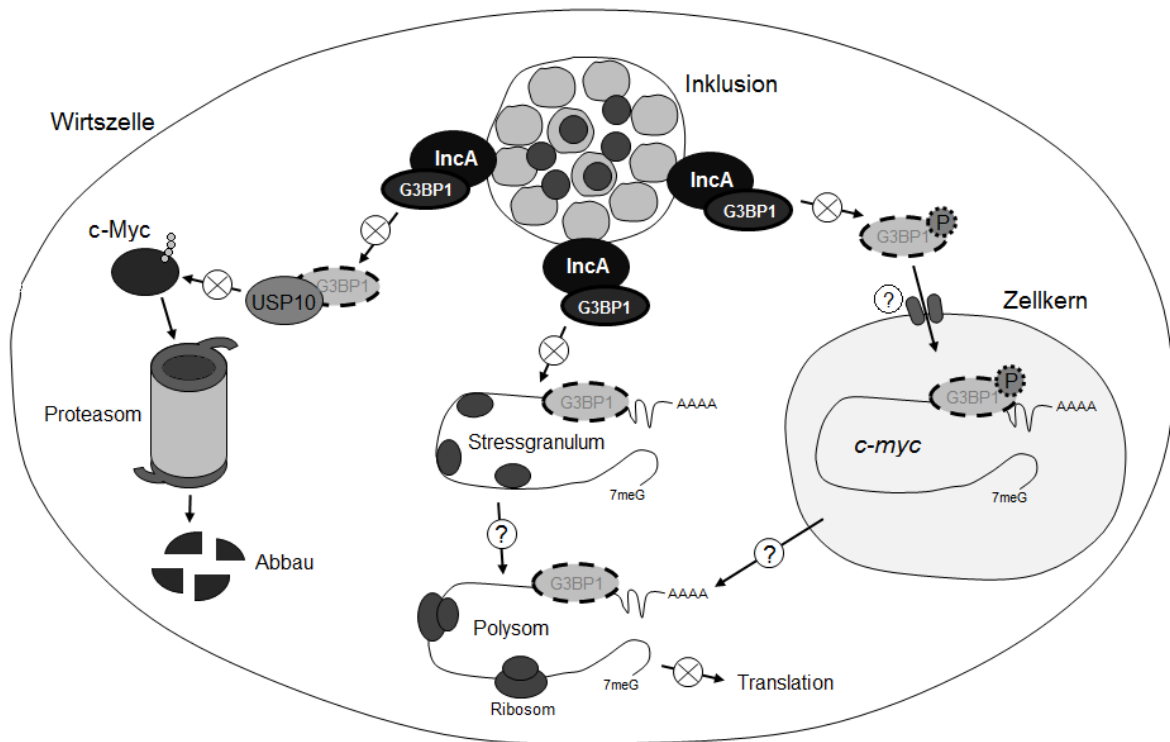 Wirtszelle
Inklusion
IncA
G3BP1
IncA
G3BP1
IncA
G3BP1
G3BP1
P
c-Myc
USP10
G3BP1
?
Zellkern
Proteasom
Abbau
G3BP1
AAAA
Stressgranulum
7meG
G3BP1
P
AAAA
c-myc
7meG
?
?
G3BP1
AAAA
Polysom
7meG
Ribosom
Translation